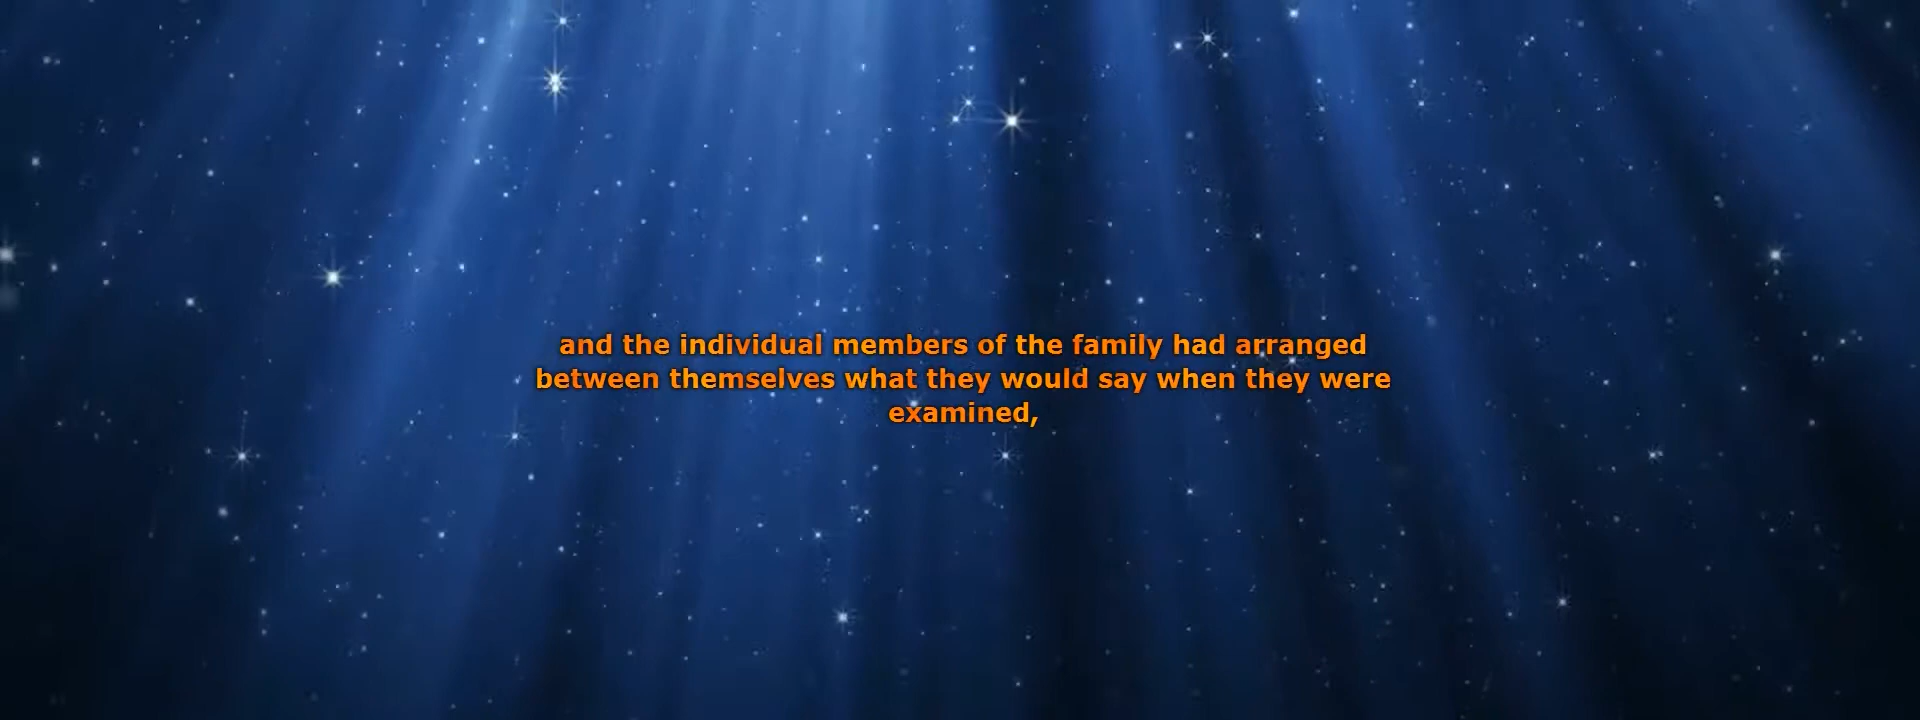 and the individual members of the family had arranged
between themselves what they would say when they were
examined,